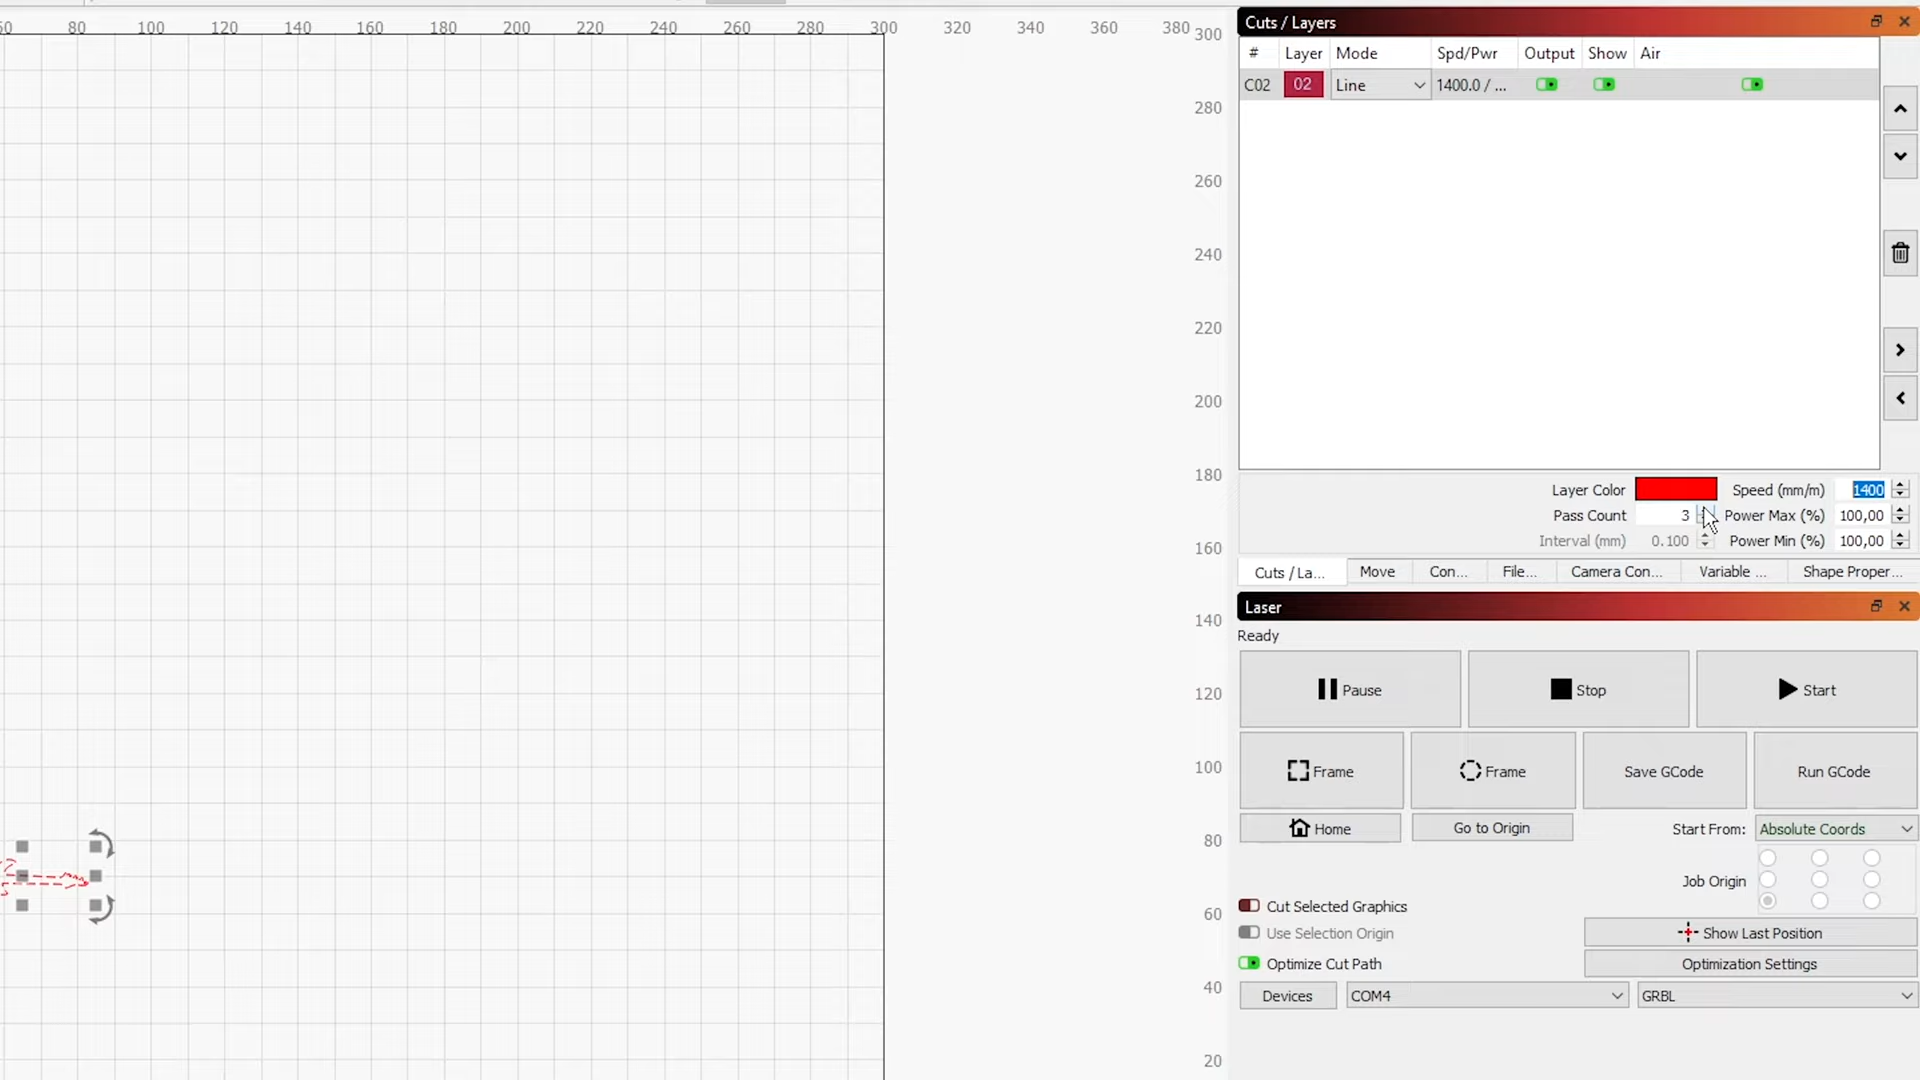 100 120 140 160 180 200 220 240 260 280 300 320 340 360 380
300
280
260
240
220
200
180
160
140
120
100
80
60
40
20
Cuts / Layers
# Layer Mode Spd/Pwr Output Show Air
C02 02 Line 1400.0 / ...
Layer Color Speed (mm/m) 1400
Pass Count 3 Power Max (%) 100,00
Interval (mm) 0.100 Power Min (%) 100,00
Cuts / La... Move Con... File... Camera Con... Variable ... Shape Proper...
Laser
Ready
Pause Stop Start
Frame Frame Save GCode Run GCode
Home Go to Origin Start From: Absolute Coords
Job Origin
Cut Selected Graphics
Use Selection Origin Show Last Position
Optimize Cut Path Optimization Settings
Devices COM4 GRBL